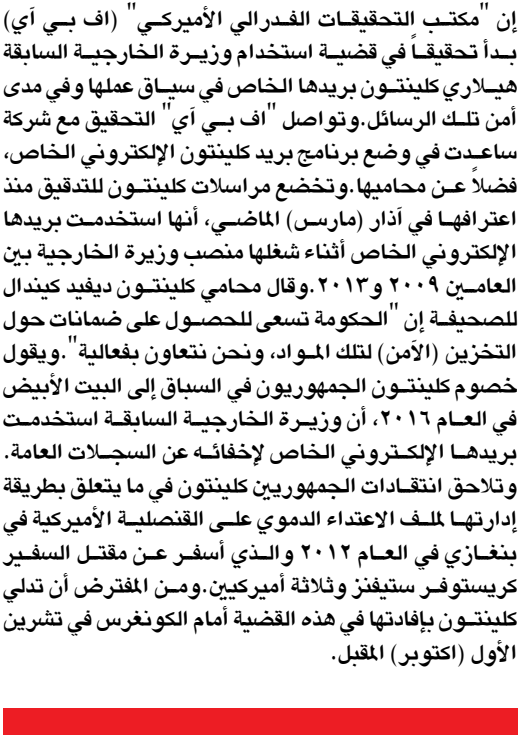 إن "مكتب التحقيقات الفدرالي الأميركي" (اف بي آي)
بدأ تحقيقاً في قضية استخدام وزيرة الخارجية السابقة
هيلاري كلينتون بريدها الخاص في سياق عملها وفي مدى
أمن تلك الرسائل.وتواصل "اف بي آي" التحقيق مع شركة
ساعدت في وضع برنامج بريد كلينتون الإلكتروني الخاص،
فضلاً عن محاميها.وتخضع مراسلات كلينتون للتدقيق منذ
اعترافها في آذار (مارس) الماضي، أنها استخدمت بريدها
الإلكتروني الخاص أثناء شغلها منصب وزيرة الخارجية بين
العامين ٢٠٠٩ و٢٠١٣.وقال محامي كلينتون ديفيد كيندال
للصحيفة إن "الحكومة تسعى للحصول على ضمانات حول
التخزين (الآمن) لتلك المواد، ونحن نتعاون بفعالية".ويقول
خصوم كلينتون الجمهوريون في السباق إلى البيت الأبيض
في العام ٢٠١٦، أن وزيرة الخارجية السابقة استخدمت
بريدها الإلكتروني الخاص لإخفائه عن السجلات العامة.
وتلاحق انتقادات الجمهوريين كلينتون في ما يتعلق بطريقة
إدارتها لملف الاعتداء الدموي على القنصلية الأميركية في
بنغازي في العام ٢٠١٢ والذي أسفر عن مقتل السفير
كريستوفر ستيفنز وثلاثة أميركيين.ومن المفترض أن تدلي
كلينتون بإفادتها في هذه القضية أمام الكونغرس في تشرين
الأول (اكتوبر) المقبل.